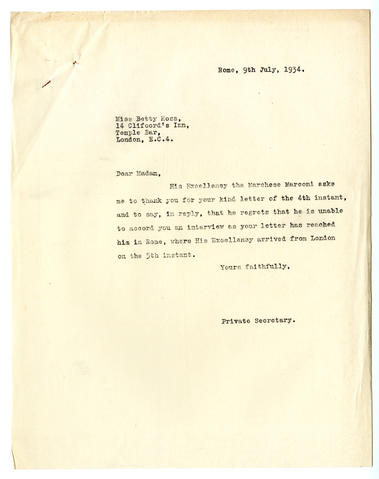 Rome, 9th July, 1934.
Miss Betty Ross,
14 Clifford's Inn,
Temple Bar,
London, E.C.4.
Dear Madam,
His Excellency the Marchese Marconi asks
me to thank you for your kind letter of the 4th instant,
and to say, in reply, that he regrets that he is unable
to accord you an interview as your letter has reached
him in Rome, where His Excellency arrived from London
on the 5th instant.
Yours faithfully,
Private Secretary.